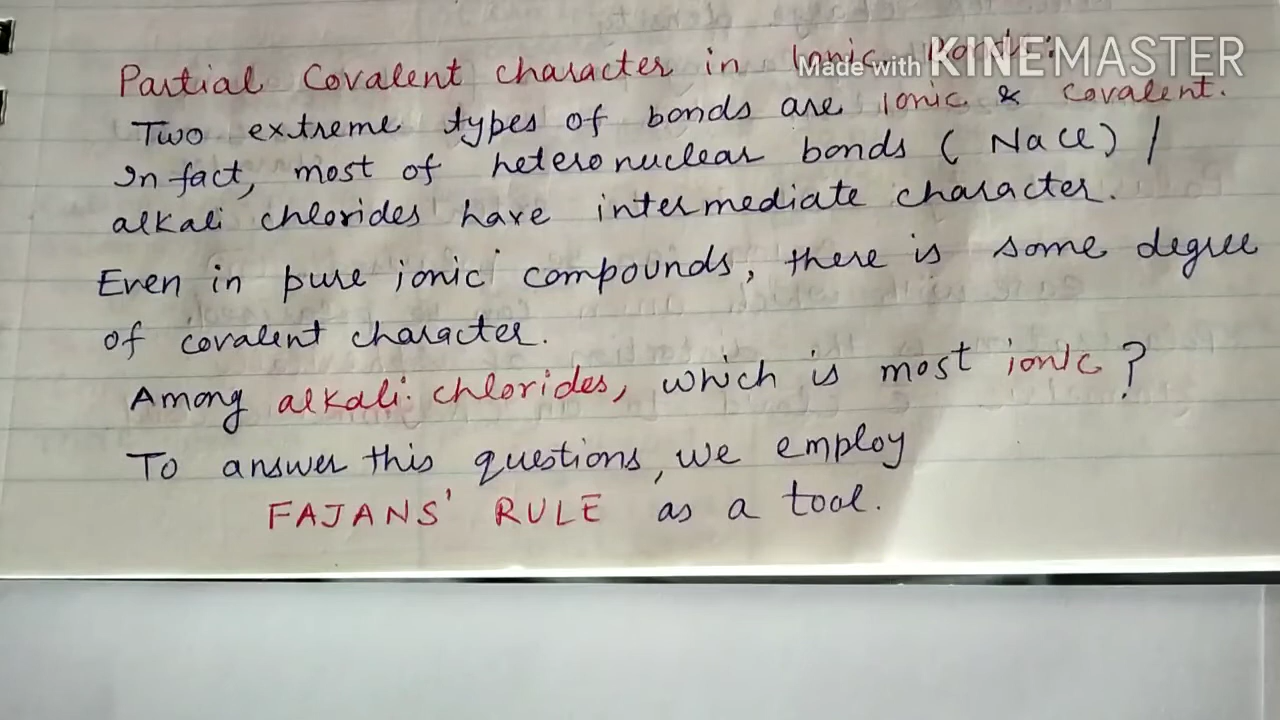 Partial Covalent character in Ionic Bonds:
Made with KINEMASTER
Two extreme types of bonds are Ionic & Covalent.
In fact, most of heteronuclear bonds (NaCl) /
alkali chlorides have intermediate character.
Even in pure ionic compounds, there is some degree
of covalent character.
Among alkali chlorides, which is most ionic?
To answer this questions, we employ
FAJANS' RULE as a tool.